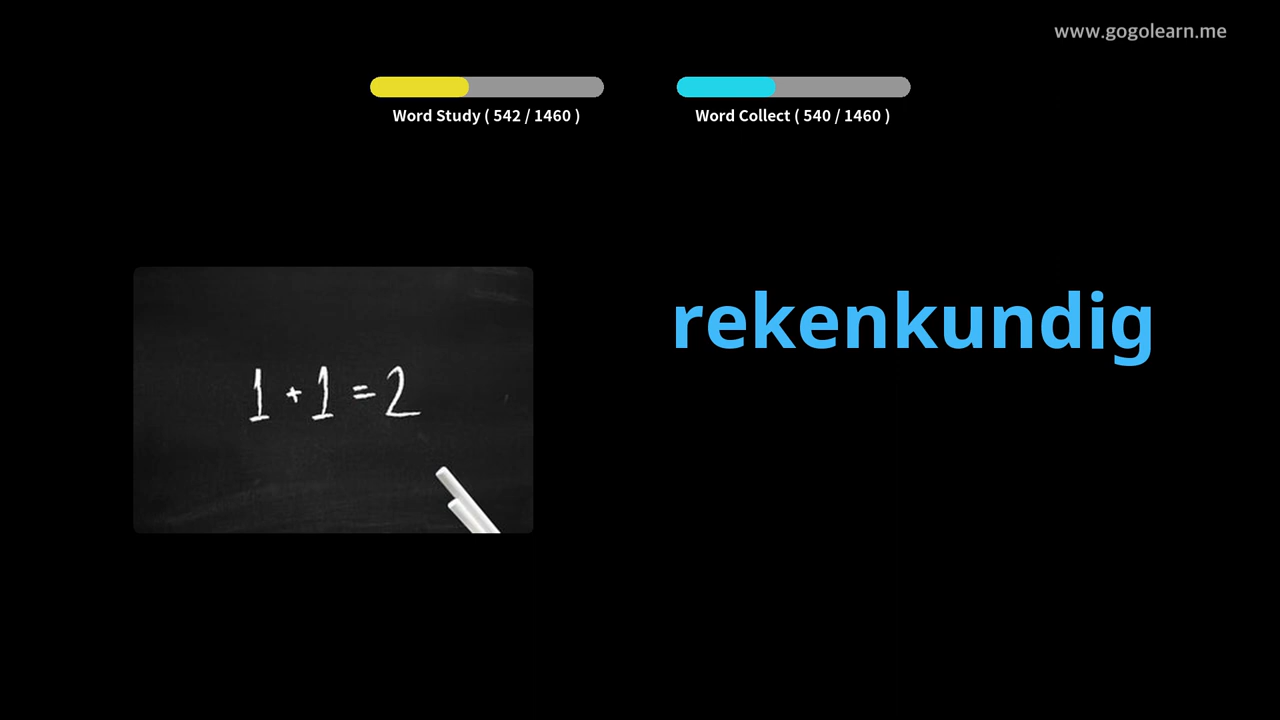 www.gogolearn.me
Word Study ( 542 / 1460 )
Word Collect ( 540 / 1460 )
rekenkundig
1 + 1 = 2